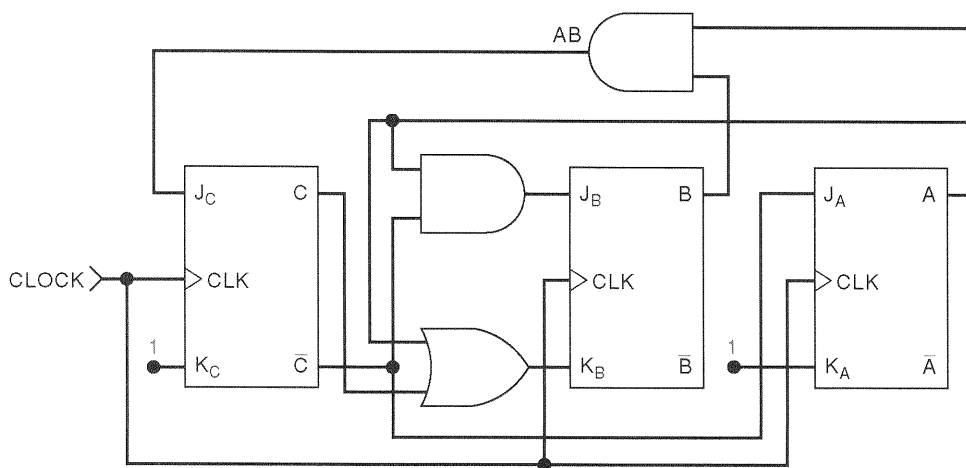 AB
J_C C
CLK
K_C C̅
CLOCK
1
J_B B
CLK
K_B B̅
1
J_A A
CLK
K_A A̅